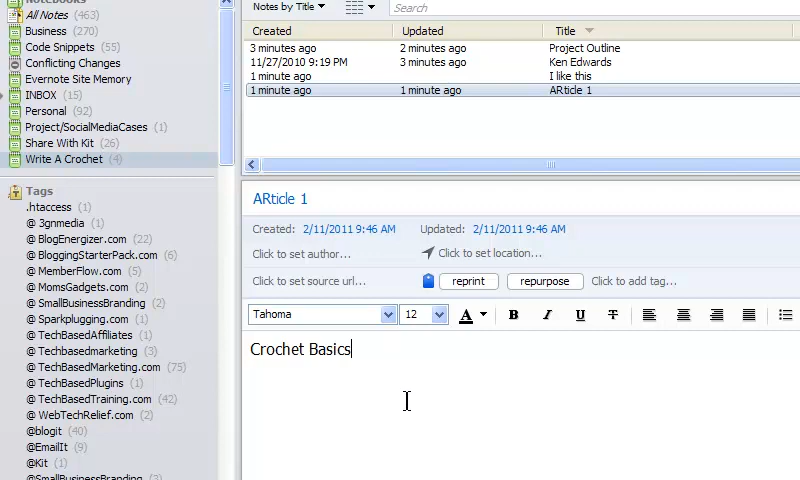 Notebooks
All Notes (463)
Business (270)
Code Snippets (55)
Conflicting Changes
Evernote Site Memory
INBOX (15)
Personal (92)
Project/SocialMediaCases (1)
Share With Kit (26)
Write A Crochet (4)
Tags
.htaccess (1)
@ 3gnmedia (1)
@ BlogEnergizer.com (22)
@ BloggingStarterPack.com (6)
@ MemberFlow.com (5)
@ MomsGadgets.com (2)
@ SmallBusinessBranding (2)
@ Sparkplugging.com (1)
@ TechBasedAffiliates (1)
@ Techbasedmarketing (3)
@ TechBasedMarketing.com (75)
@ TechBasedPlugins (1)
@ TechBasedTraining.com (42)
@ WebTechRelief.com (2)
@blogit (40)
@EmailIt (9)
@Kit (1)
@SmallBusinessBranding (3)
Notes by Title Search
Created Updated Title
3 minutes ago 2 minutes ago Project Outline
11/27/2010 9:19 PM 3 minutes ago Ken Edwards
1 minute ago 1 minute ago I like this
1 minute ago 1 minute ago ARticle 1
ARticle 1
Created: 2/11/2011 9:46 AM Updated: 2/11/2011 9:46 AM
Click to set author... Click to set location...
Click to set source url... reprint repurpose Click to add tag...
Tahoma 12 A B I U T
Crochet Basics